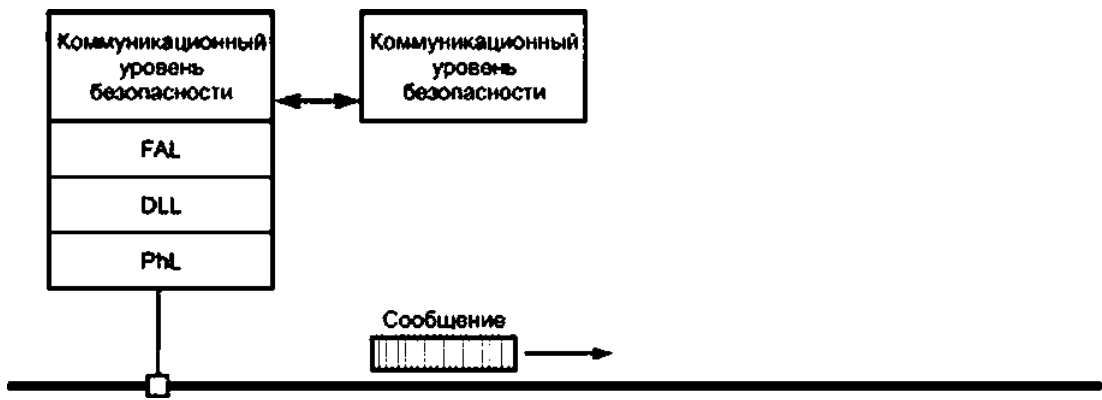 Коммуникационный
уровень
безопасности
Коммуникационный
уровень
безопасности
FAL
DLL
PhL
Сообщение